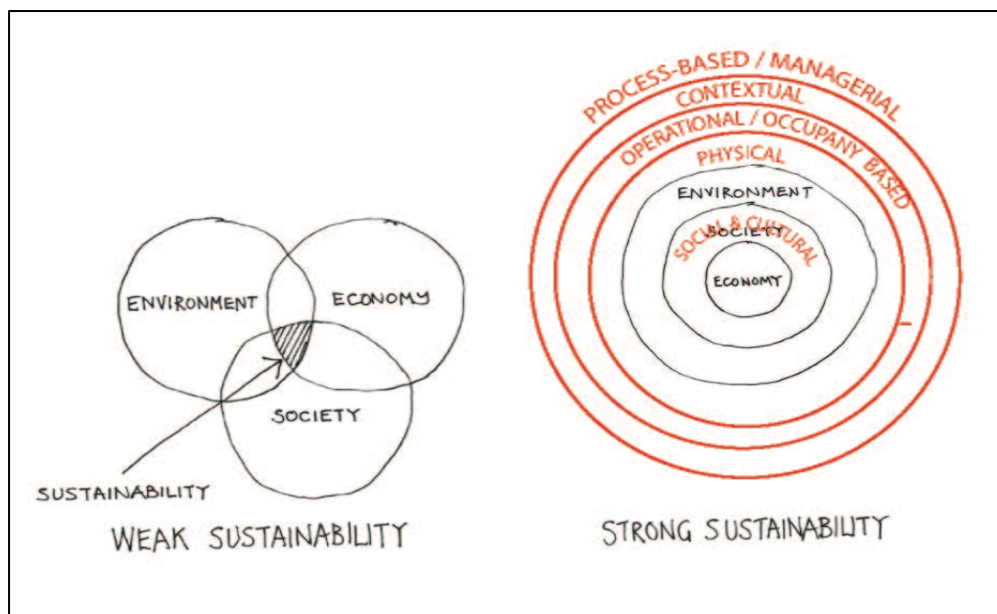 ENVIRONMENT
ECONOMY
SOCIETY
SUSTAINABILITY
WEAK SUSTAINABILITY
PROCESS-BASED / MANAGERIAL
CONTEXTUAL
OPERATIONAL / OCCUPANY BASED
PHYSICAL
ENVIRONMENT
SOCIETY
SOCIAL & CULTURAL
ECONOMY
STRONG SUSTAINABILITY